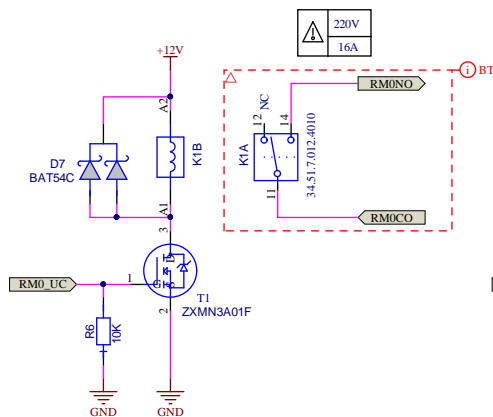 220V
16A
+12V
BT
RM0NO
A2
12
NC
14
K1B
K1A
34.51.7.012.4010
D7
BAT54C
A1
11
RM0CO
3
D
RM0_UC
1
G
S
T1
ZXMN3A01F
2
R6
10K
GND
GND